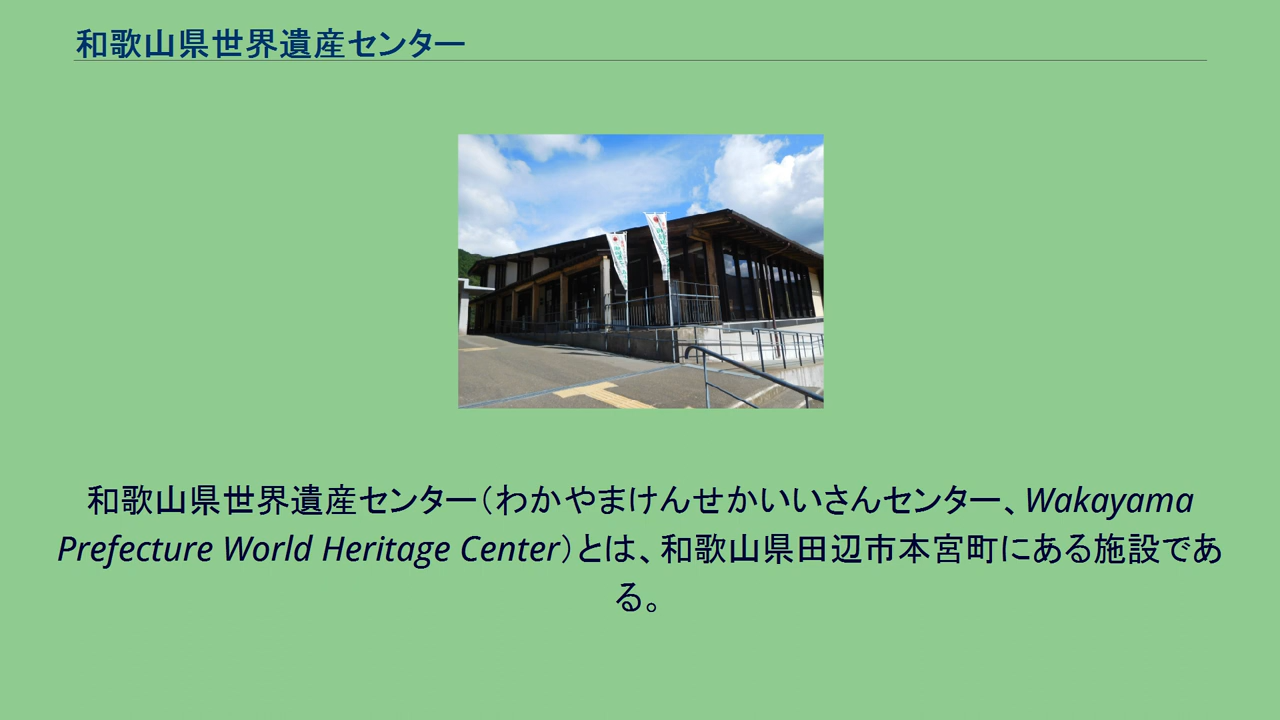 和歌山県世界遺産センター
和歌山県世界遺産センター（わかやまけんせかいいさんセンター、Wakayama
Prefecture World Heritage Center）とは、和歌山県田辺市本宮町にある施設であ
る。